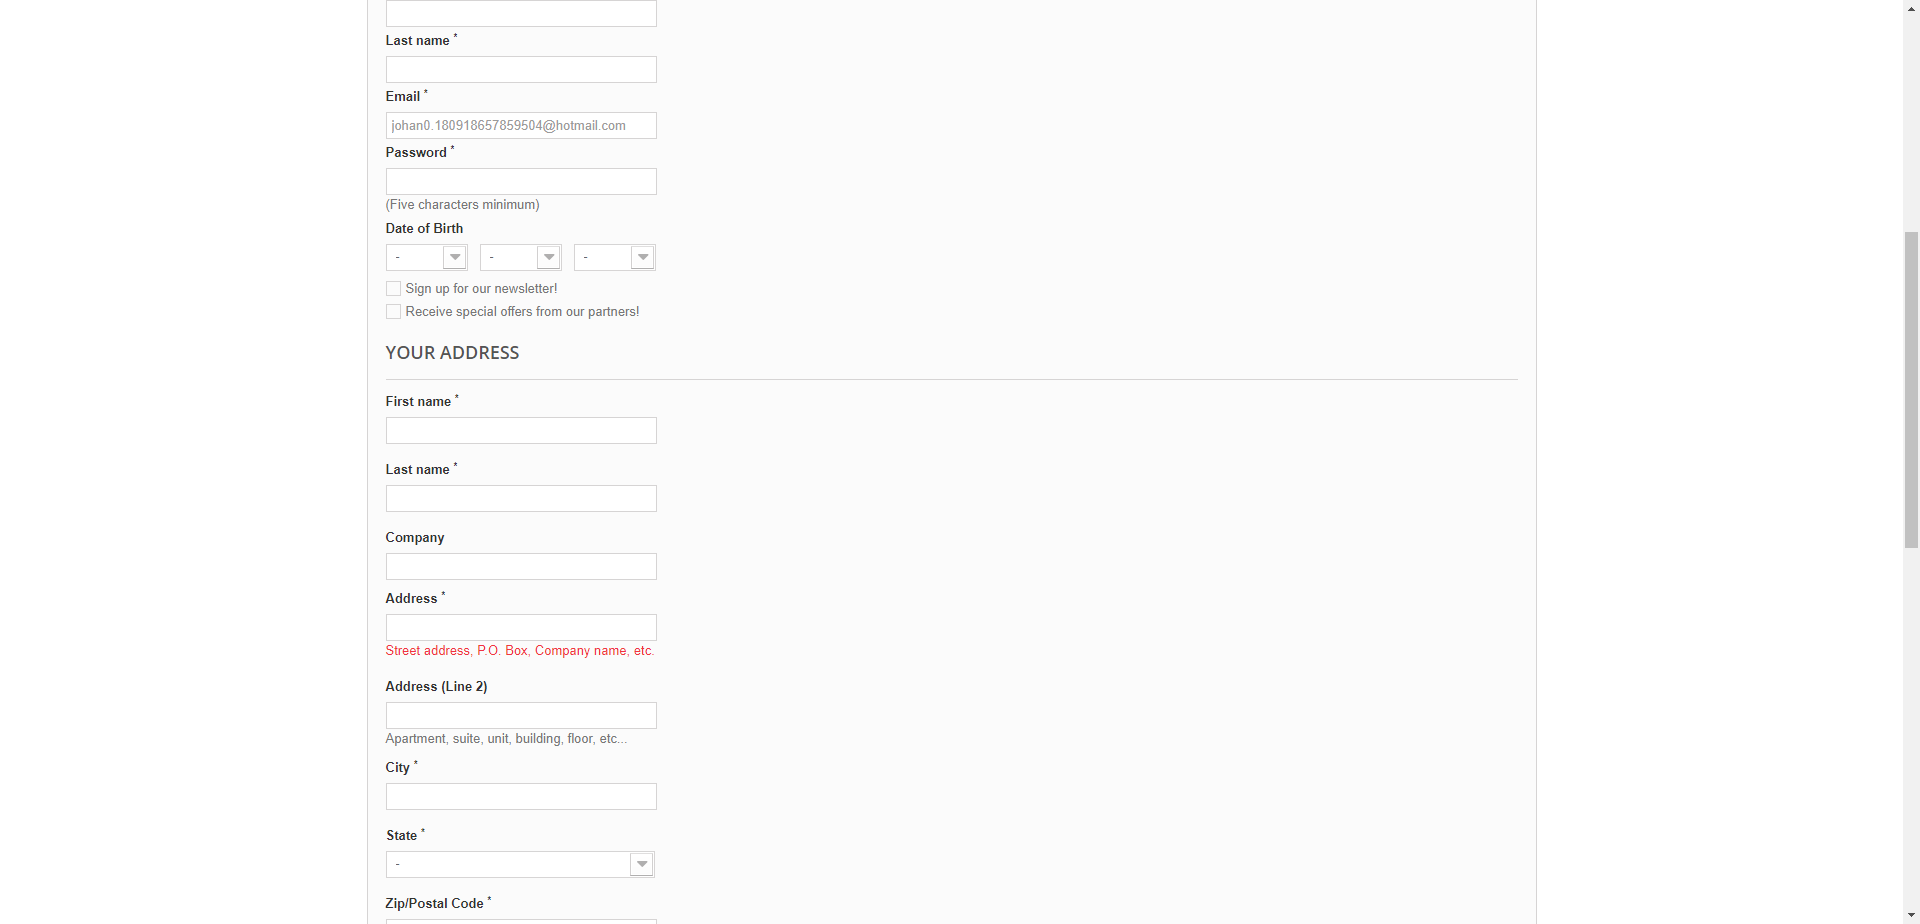 Last name *
Email *
johan0.180918657859504@hotmail.com
Password *
(Five characters minimum)
Date of Birth
- - -
Sign up for our newsletter!
Receive special offers from our partners!
YOUR ADDRESS
First name *
Last name *
Company
Address *
Street address, P.O. Box, Company name, etc.
Address (Line 2)
Apartment, suite, unit, building, floor, etc...
City *
State *
-
Zip/Postal Code *